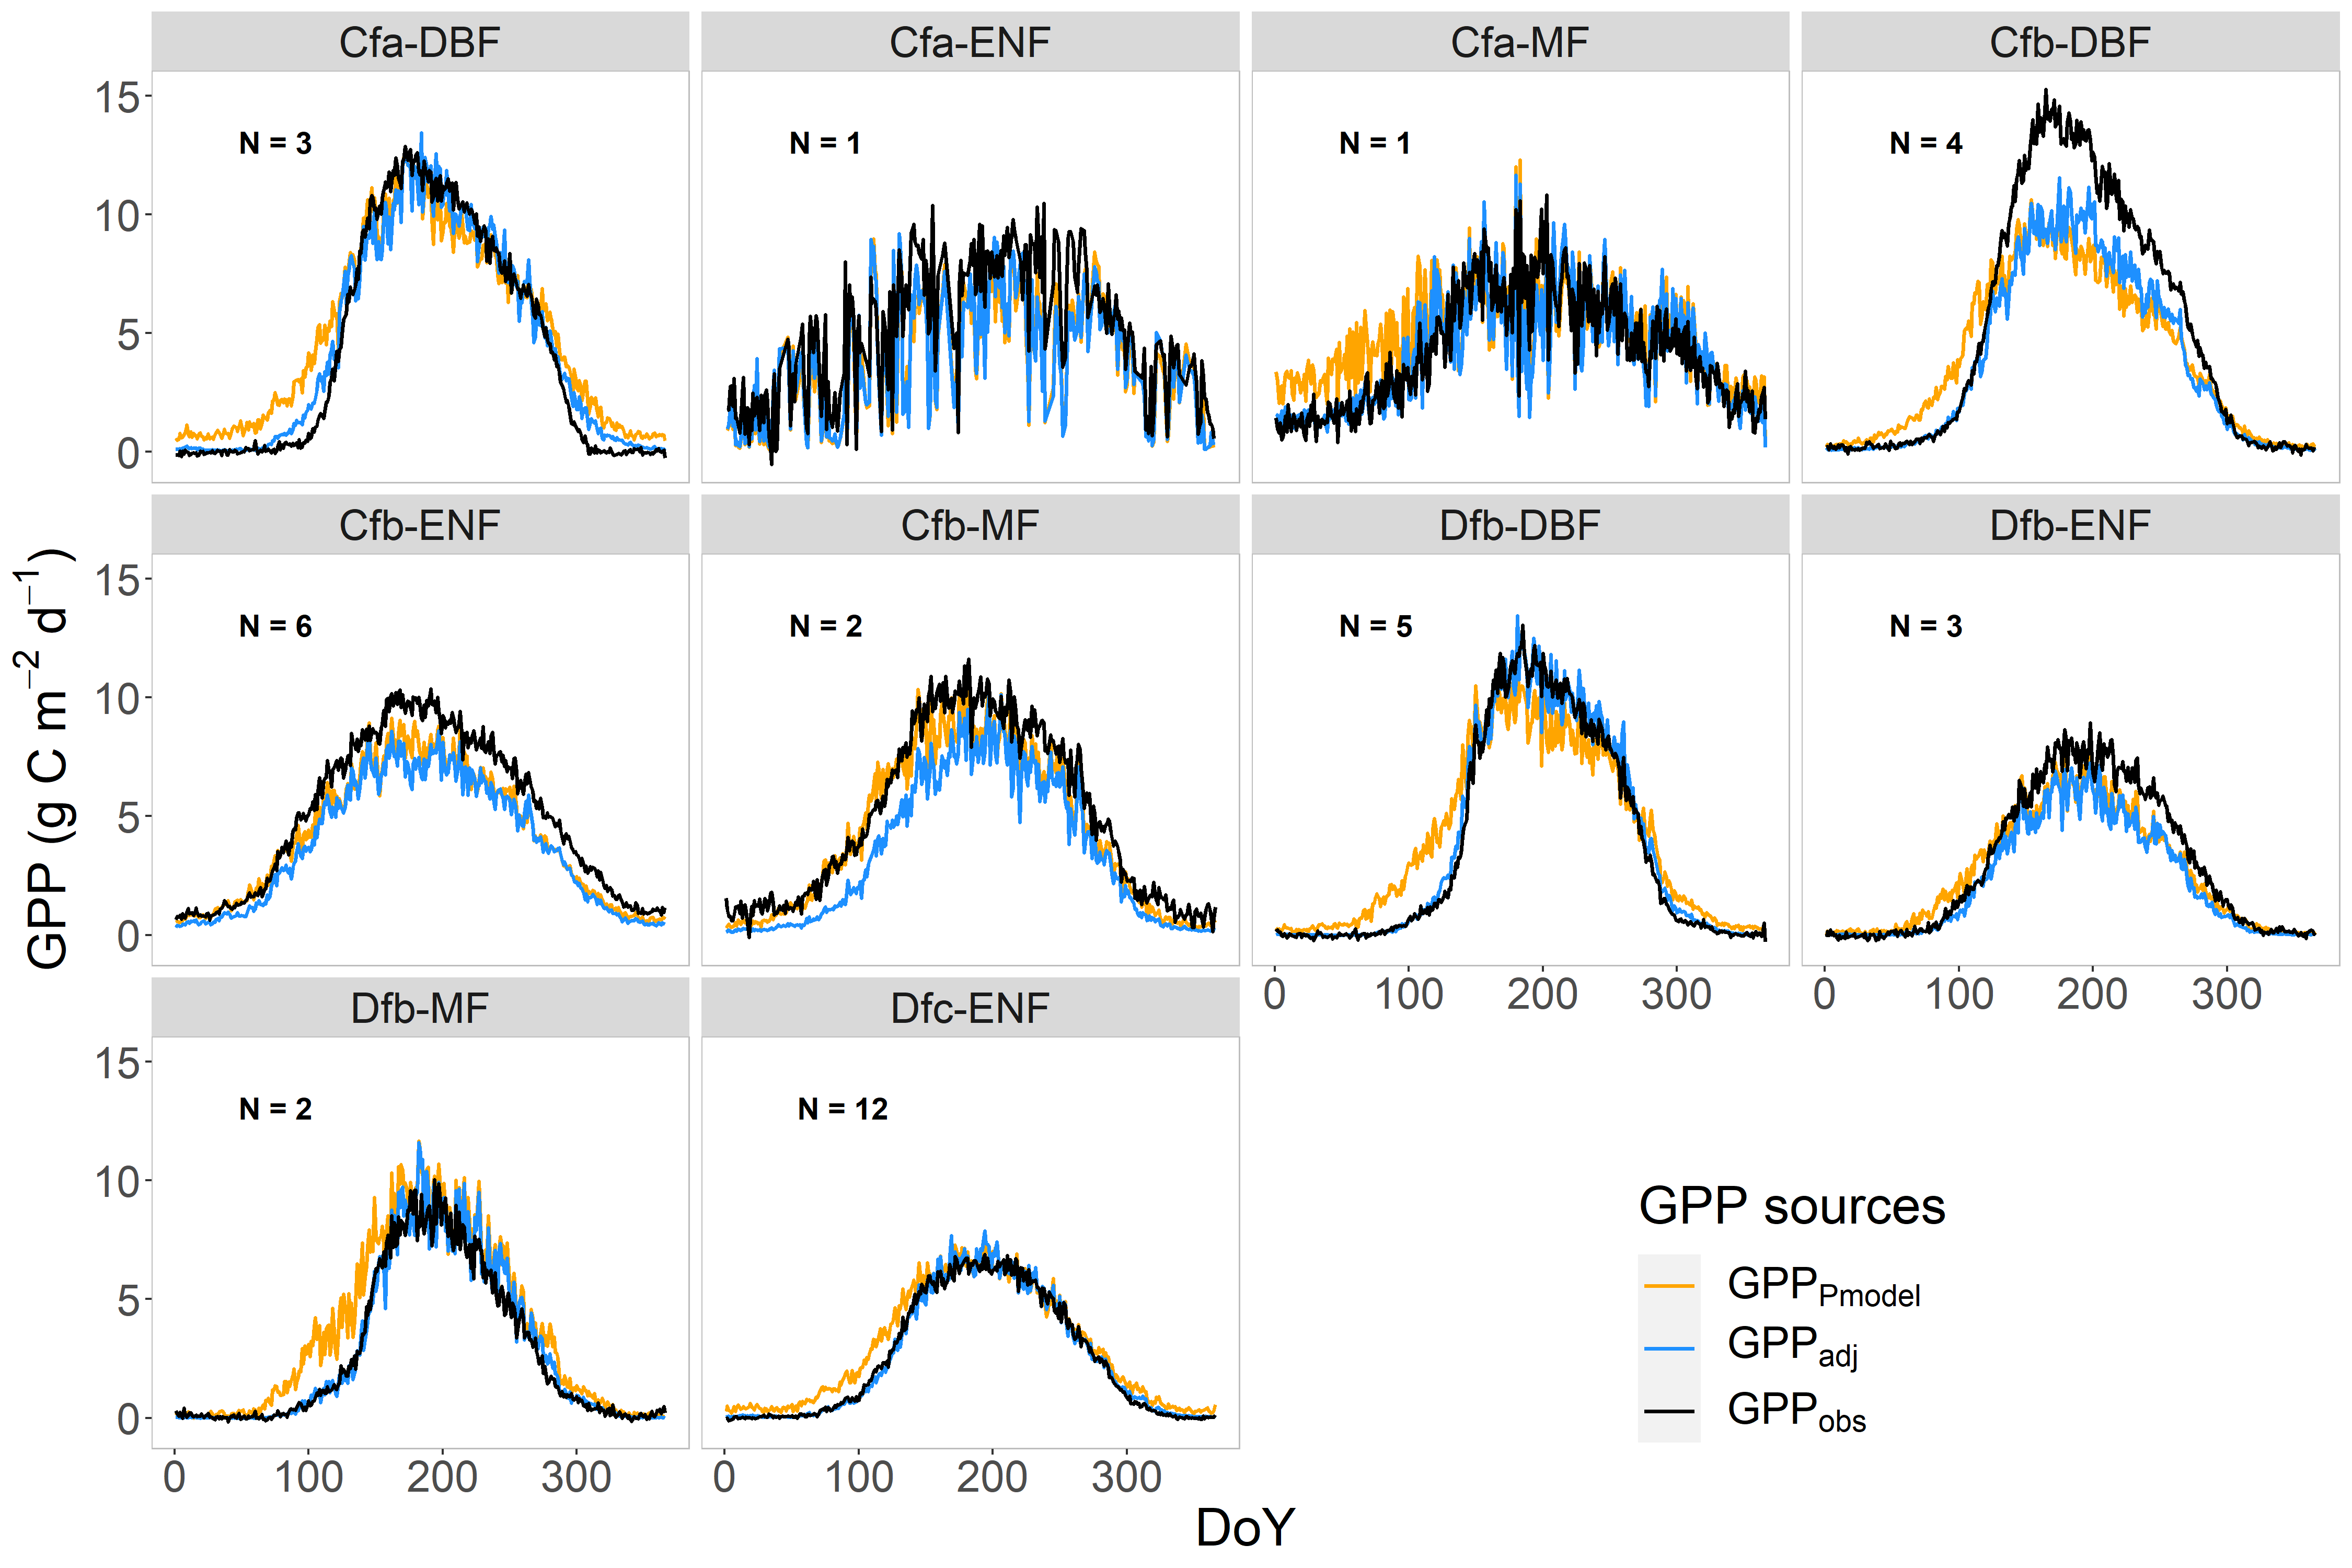 Cfa-DBF
Cfa-ENF
Cfa-MF
Cfb-DBF
15
10
5
0
N = 3
N = 1
N = 1
N = 4
Cfb-ENF
Cfb-MF
Dfb-DBF
Dfb-ENF
15
10
5
0
N = 6
N = 2
N = 5
N = 3
0 100 200 300
0 100 200 300
Dfb-MF
Dfc-ENF
15
10
5
0
N = 2
N = 12
0 100 200 300
0 100 200 300
GPP (g C m⁻² d⁻¹)
DoY
GPP sources
GPP_Pmodel
GPP_adj
GPP_obs